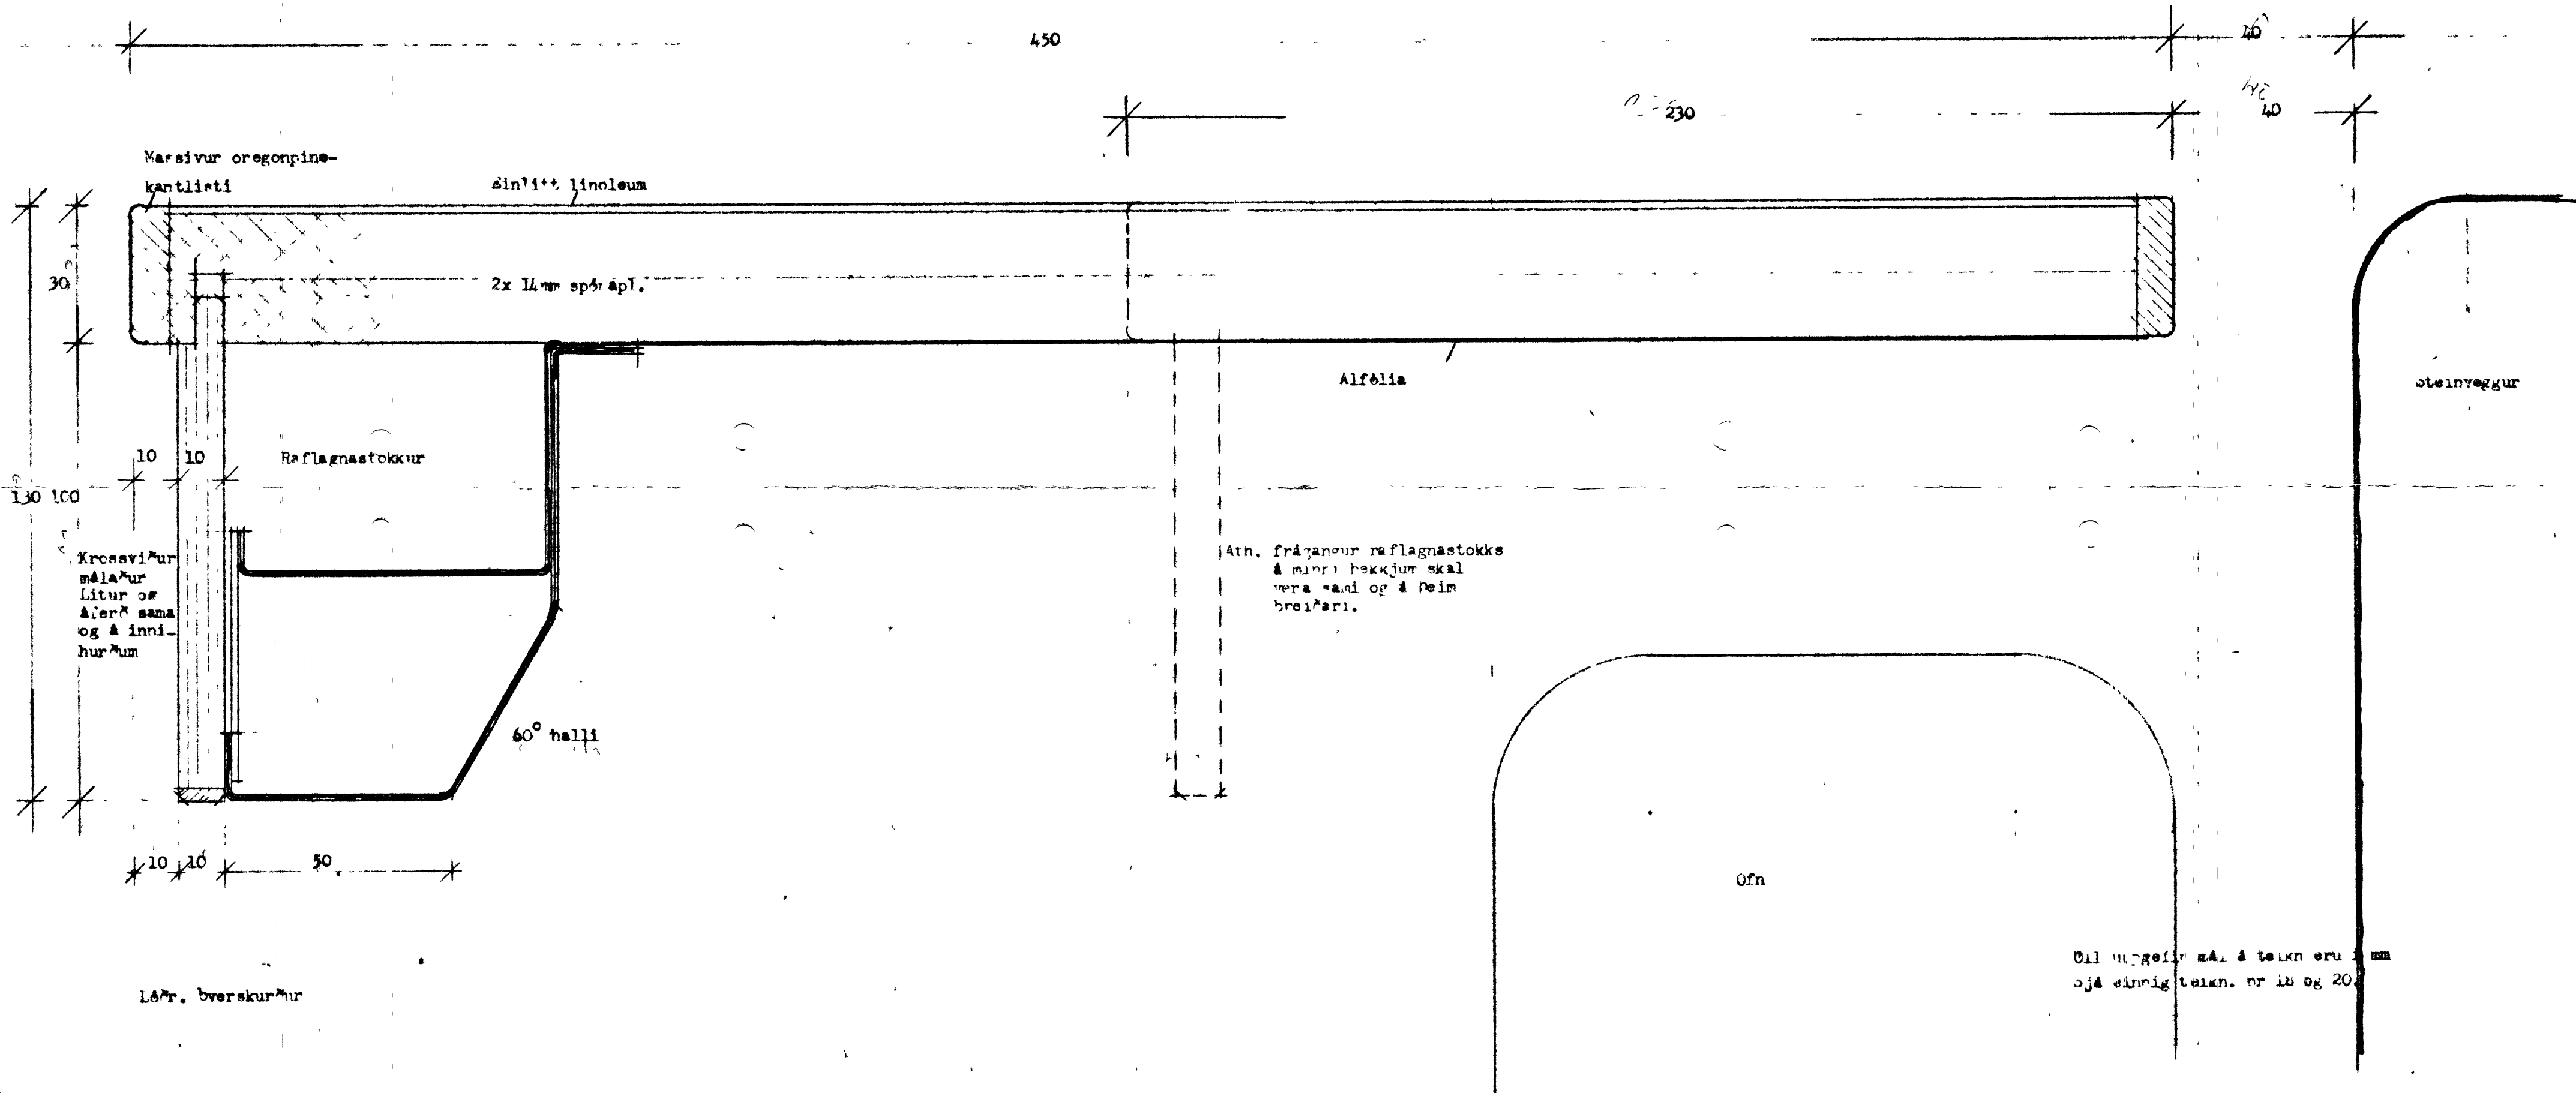 450
40
230
40
Massivur oregonpine-
kantlisti
Einlitt linoleum
30
2x 14mm spónapl.
Alfólia
Steinveggur
10 10
Raflagnastokkur
130 100
Krossviður
málaður
Litur og
áferð sama
og á inni-
hurðum
Ath. frágangur raflagnastokks
á minni bekkjum skal
vera sami og á þeim
breiðari.
60° halli
10 10 50
Ofn
Öll uppgefin mál á teikn eru í mm
Sjá einnig teikn. nr 18 og 20.
Lóðr. þverskurður